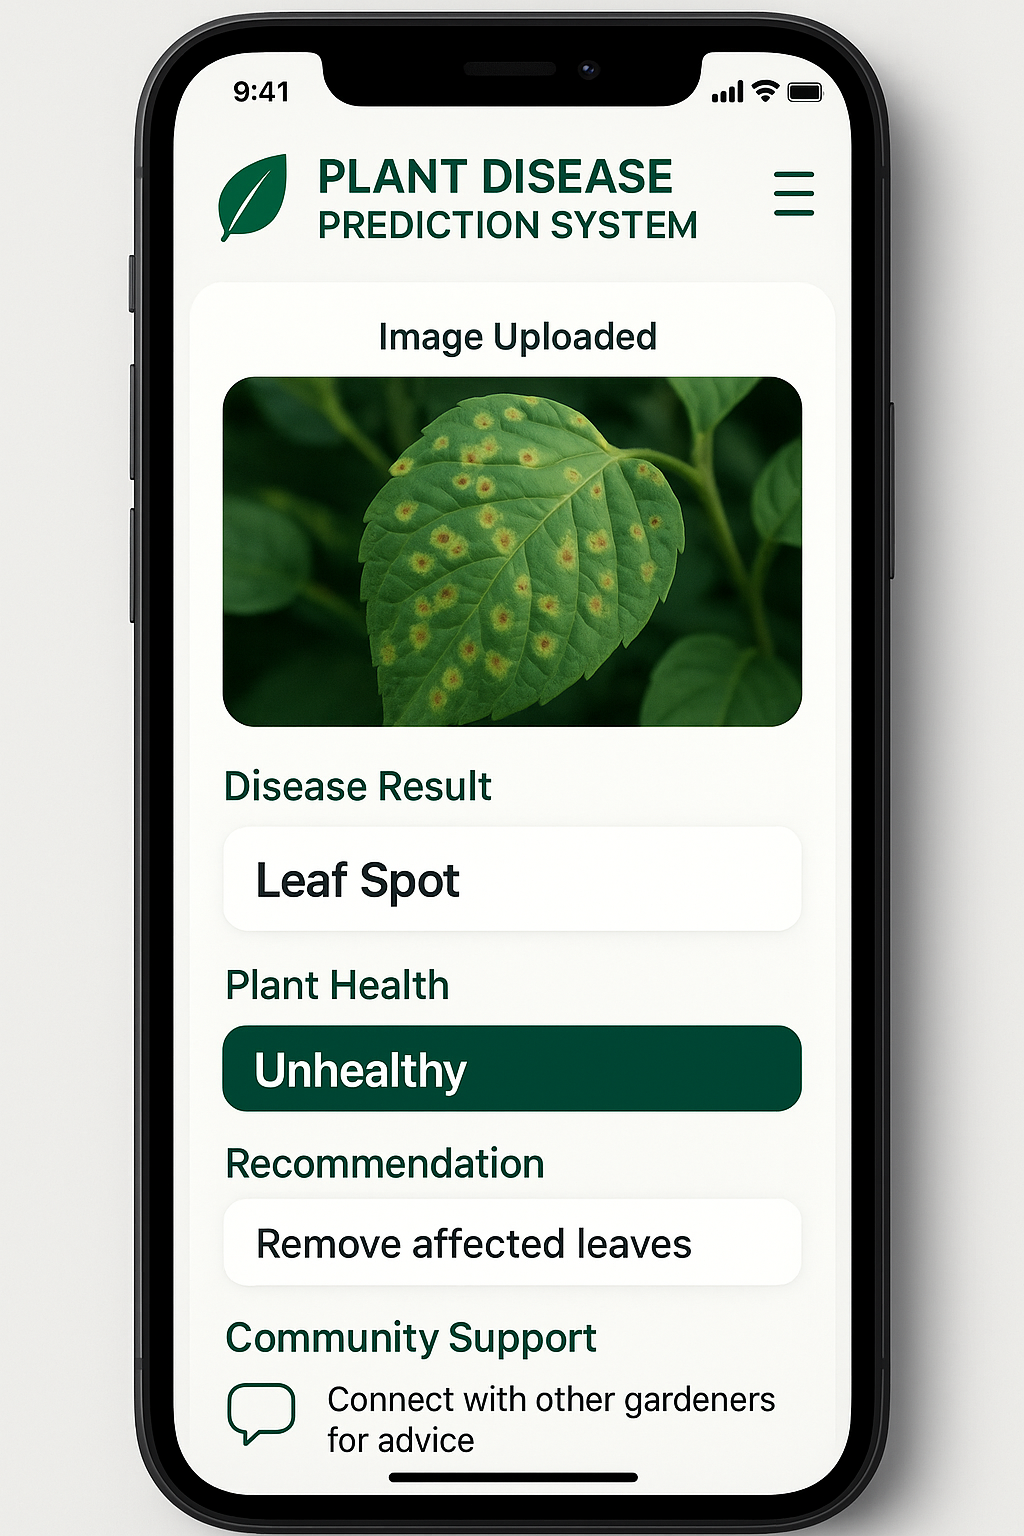 9:41
PLANT DISEASE
PREDICTION SYSTEM
Image Uploaded
Disease Result
Leaf Spot
Plant Health
Unhealthy
Recommendation
Remove affected leaves
Community Support
Connect with other gardeners
for advice